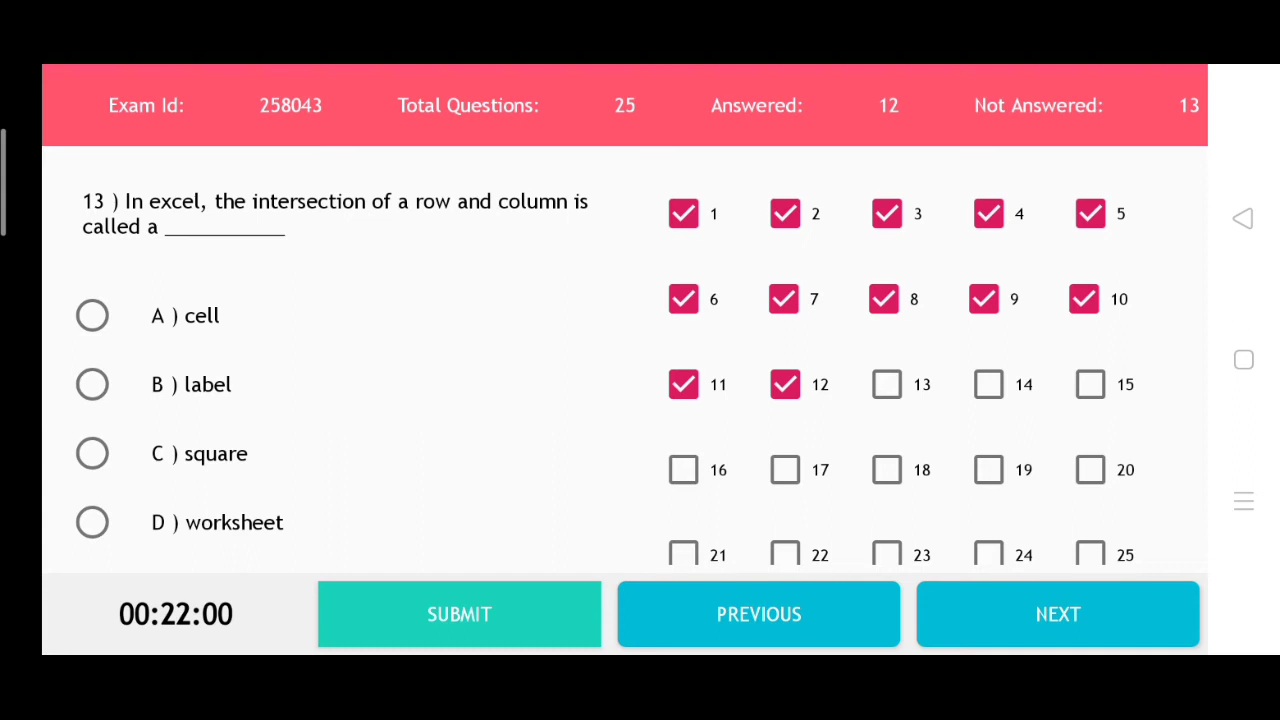 Exam Id: 258043 Total Questions: 25 Answered: 12 Not Answered: 13
13 ) In excel, the intersection of a row and column is
called a ___________
A ) cell
B ) label
C ) square
D ) worksheet
1 2 3 4 5
6 7 8 9 10
11 12 13 14 15
16 17 18 19 20
21 22 23 24 25
00:22:00 SUBMIT PREVIOUS NEXT